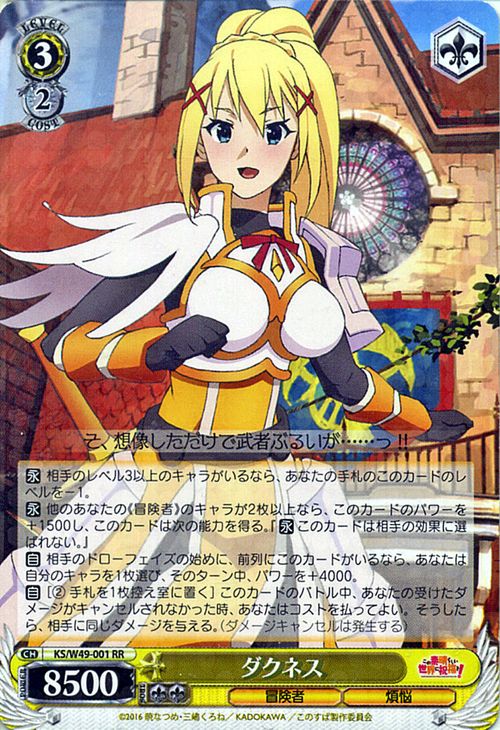 LEVEL
3
2
COST
そ、想像しただけで武者ぶるいが……っ!!
永 相手のレベル3以上のキャラがいるなら、あなたの手札のこのカードのレ
ベルを−1。
永 他のあなたの《冒険者》のキャラが2枚以上なら、このカードのパワーを
+1500し、このカードは次の能力を得る。『永 このカードは相手の効果に選
ばれない。』
自 相手のドローフェイズの始めに、前列にこのカードがいるなら、あなたは
自分のキャラを1枚選び、そのターン中、パワーを+4000。
自 [② 手札を1枚控え室に置く] このカードのバトル中、あなたの受けたダ
メージがキャンセルされなかった時、あなたはコストを払ってよい。そうした
ら、相手に同じダメージを与える。(ダメージキャンセルは発生する)
CH KS/W49-001 RR
ダクネス
この素晴らしい世界に祝福を!
POWER
8500
SOUL
冒険者 煩悩
©2016 暁なつめ・三嶋くろね/KADOKAWA/このすば製作委員会